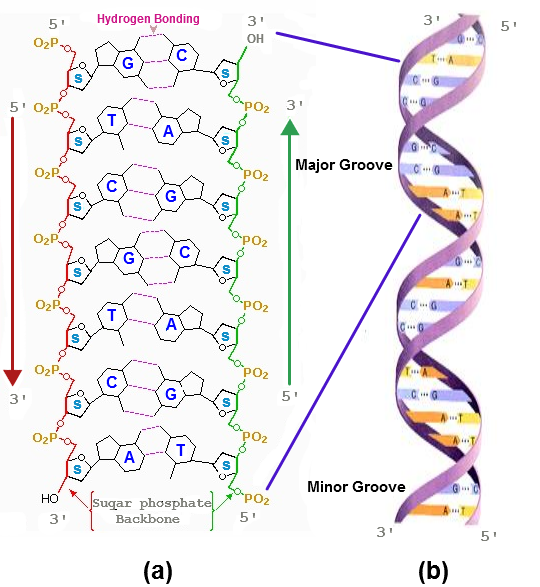 Hydrogen Bonding
3'
OH
O2P
S
G
C
S
5'
O2P
PO2
3'
S
T
A
S
O2P
PO2
S
C
G
S
O2P
PO2
S
G
C
S
O2P
PO2
S
T
A
S
O2P
PO2
S
C
G
S
3'
5'
O2P
PO2
S
A
T
S
HO
PO2
3'
Sugar phosphate
Backbone
5'
(a)
3'
5'
G C
T A
C G
C G
Major Groove
G C
C G
A T
A T
G C
A T
C G
C G
T A
C G
A T
A T
Minor Groove
G C
A T
3'
5'
(b)